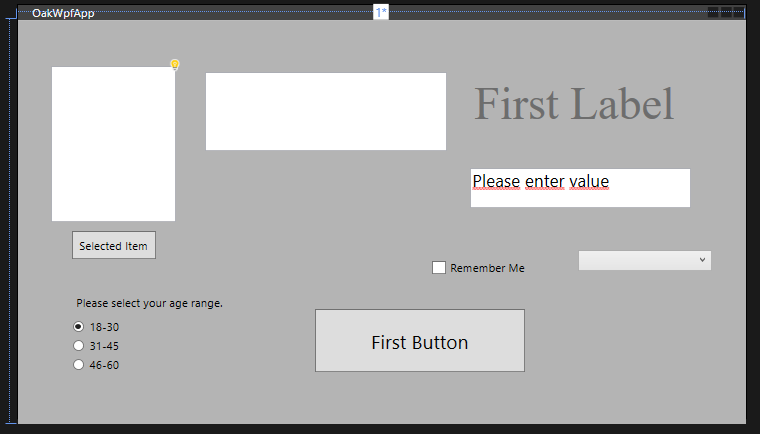 OakWpfApp
1*
First Label
Please enter value
Selected Item
Remember Me
Please select your age range.
18-30
31-45
46-60
First Button